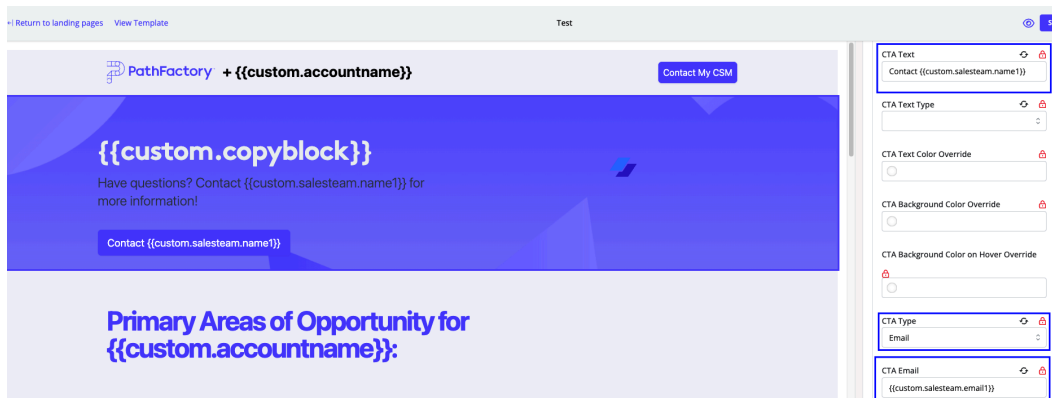 Return to landing pages View Template Test
PathFactory + {{custom.accountname}} Contact My CSM
{{custom.copyblock}}
Have questions? Contact {{custom.salesteam.name1}} for
more information!
Contact {{custom.salesteam.name1}}
Primary Areas of Opportunity for
{{custom.accountname}}:
CTA Text
Contact {{custom.salesteam.name1}}
CTA Text Type
CTA Text Color Override
CTA Background Color Override
CTA Background Color on Hover Override
CTA Type
Email
CTA Email
{{custom.salesteam.email1}}